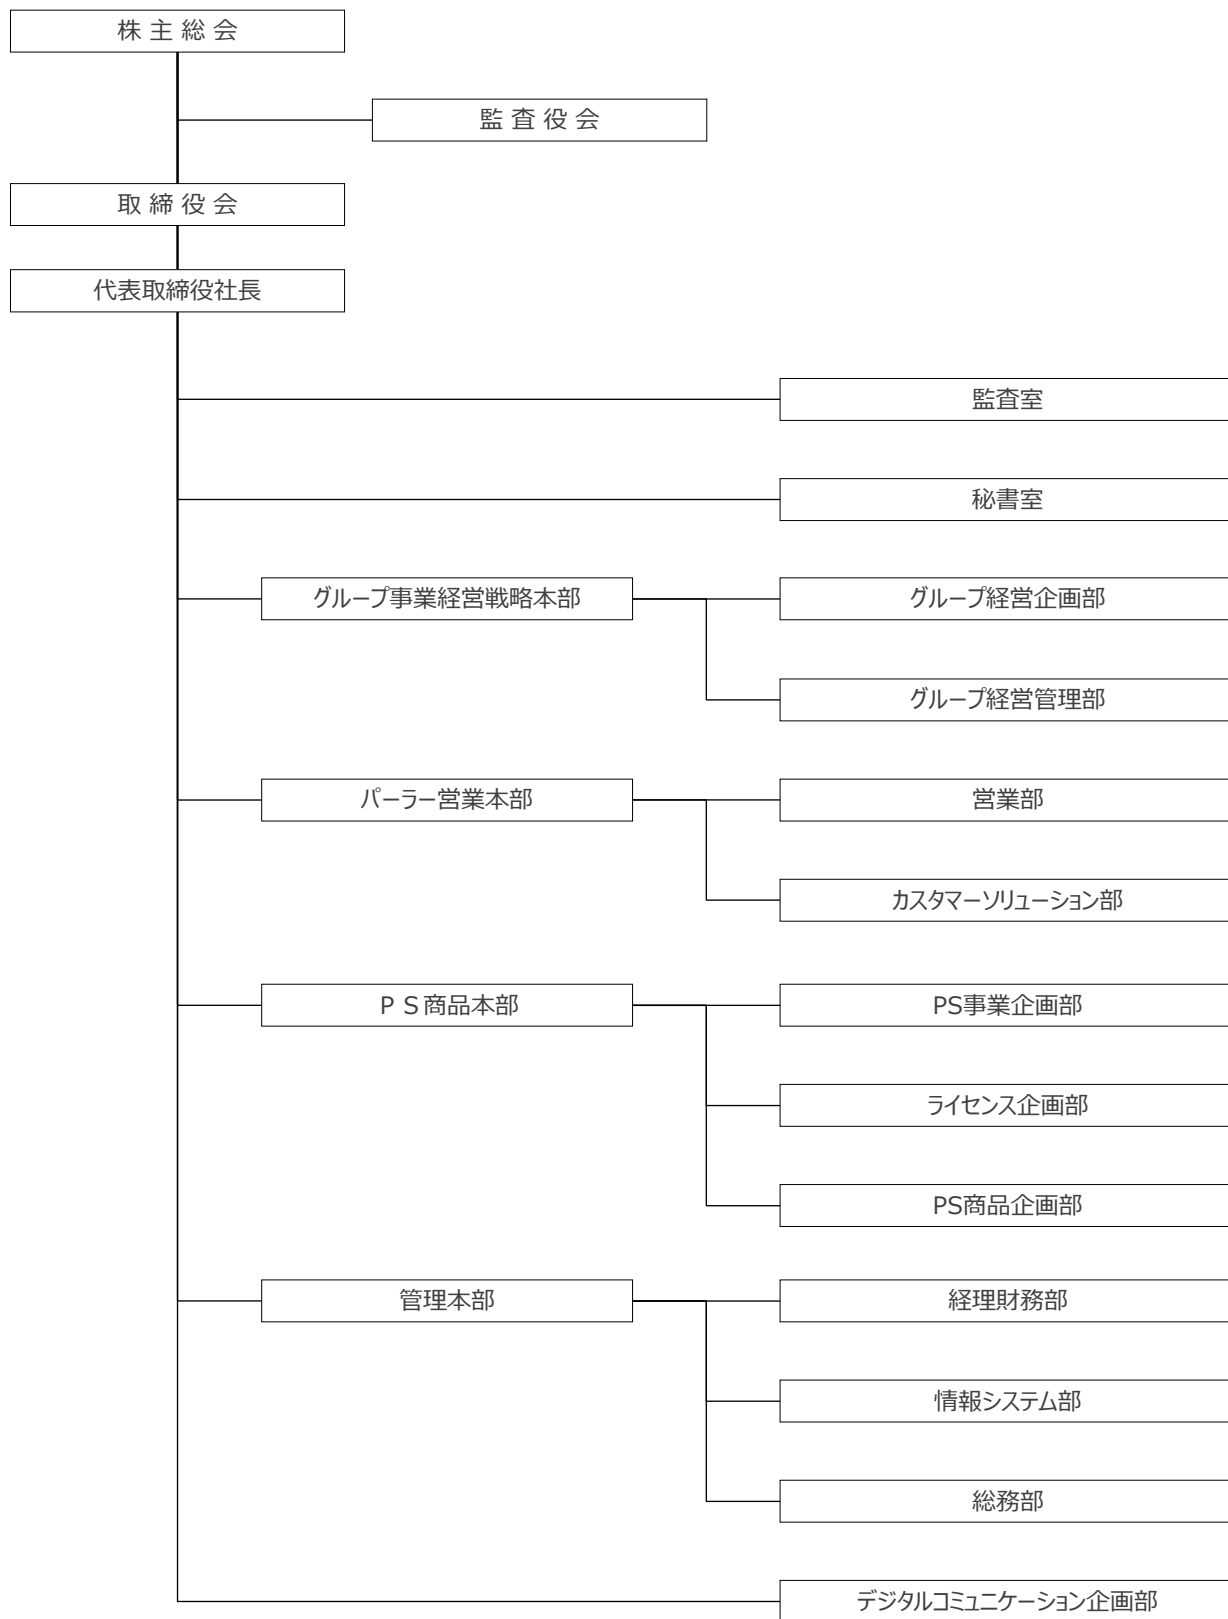 株 主 総 会
監 査 役 会
取 締 役 会
代表取締役社長
監査室
秘書室
グループ事業経営戦略本部
グループ経営企画部
グループ経営管理部
パーラー営業本部
営業部
カスタマーソリューション部
ＰＳ商品本部
PS事業企画部
ライセンス企画部
PS商品企画部
管理本部
経理財務部
情報システム部
総務部
デジタルコミュニケーション企画部